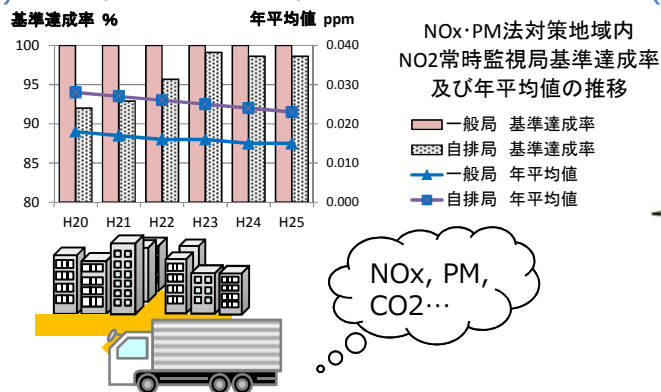 基準達成率 %
年平均値 ppm
100
95
90
85
80
0.040
0.030
0.020
0.010
0.000
H20 H21 H22 H23 H24 H25
NOx･PM法対策地域内
NO2常時監視局基準達成率
及び年平均値の推移
一般局 基準達成率
自排局 基準達成率
一般局 年平均値
自排局 年平均値
NOx, PM,
CO2…